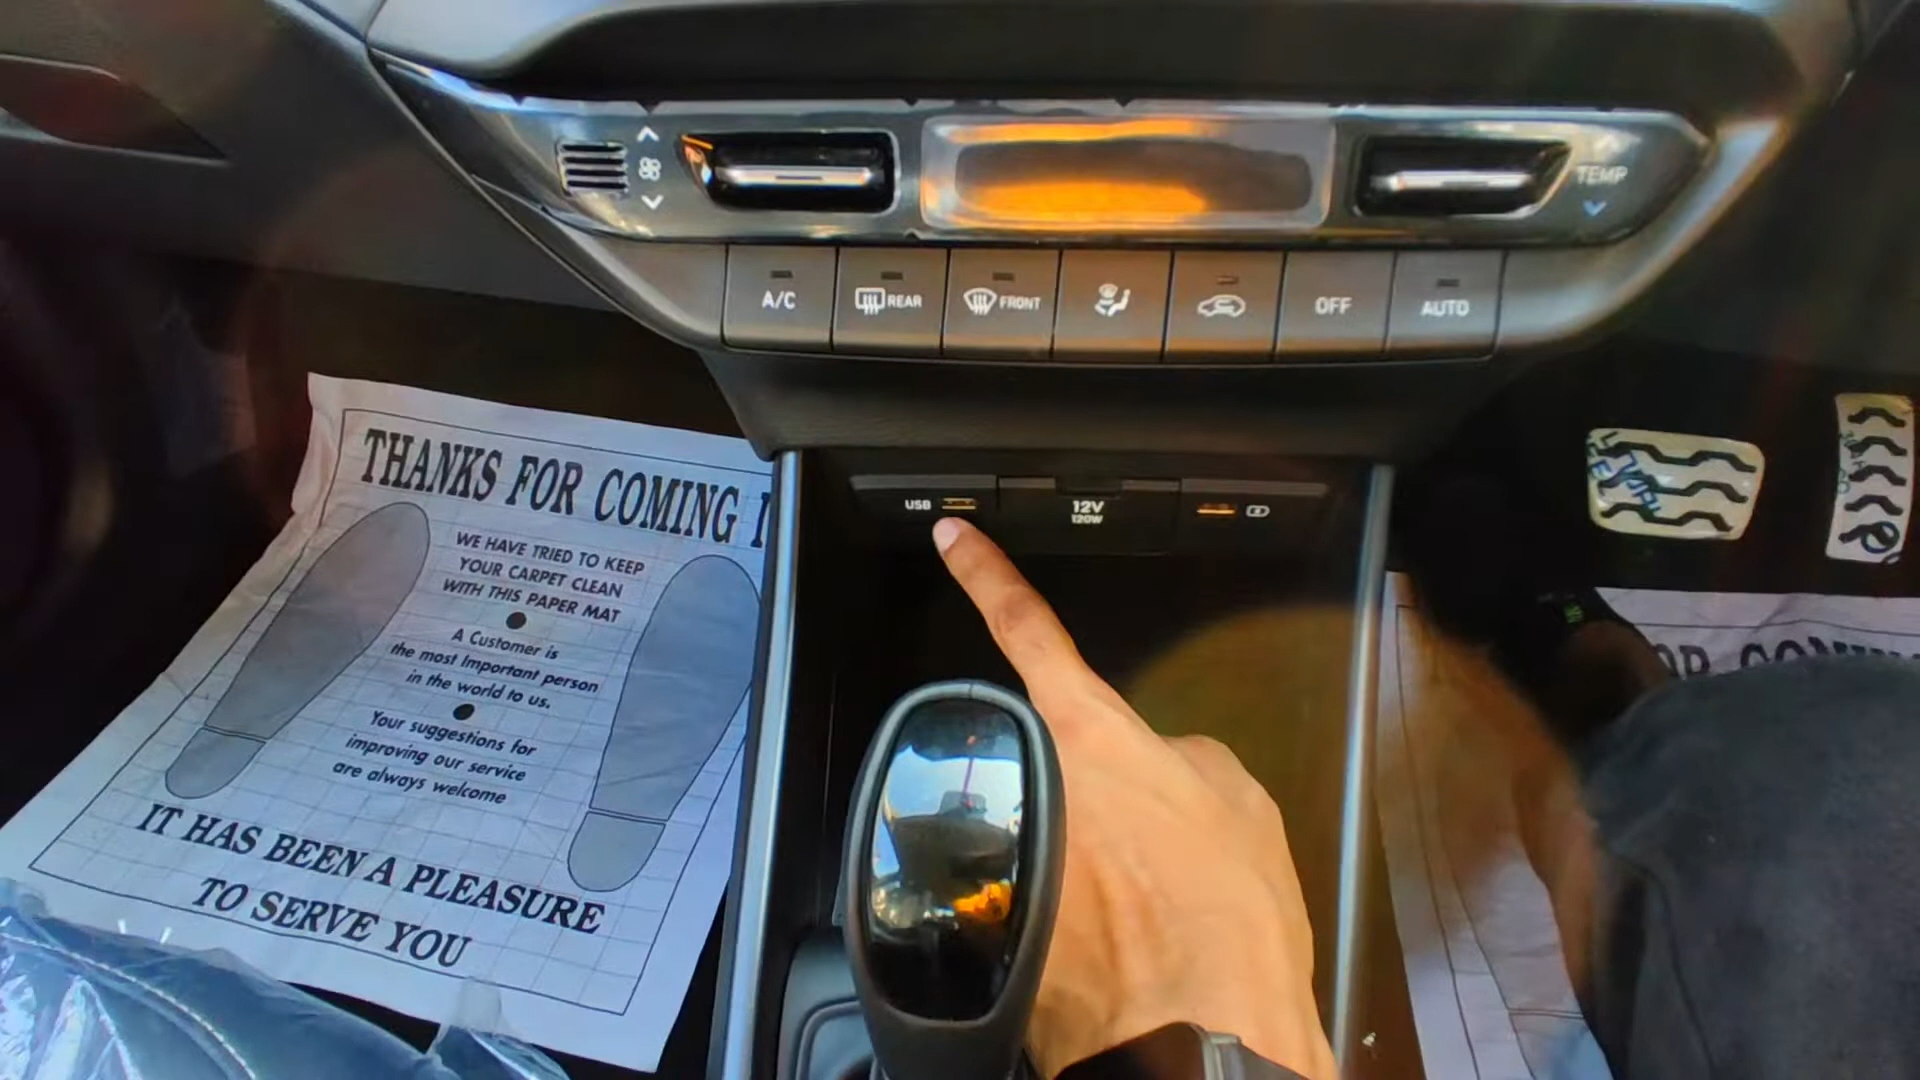 TEMP
A/C
REAR
FRONT
OFF
AUTO
USB
12V
120W
THANKS FOR COMING
WE HAVE TRIED TO KEEP
YOUR CARPET CLEAN
WITH THIS PAPER MAT
A Customer is
the most Important person
in the world to us.
Your suggestions for
improving our service
are always welcome
IT HAS BEEN A PLEASURE
TO SERVE YOU